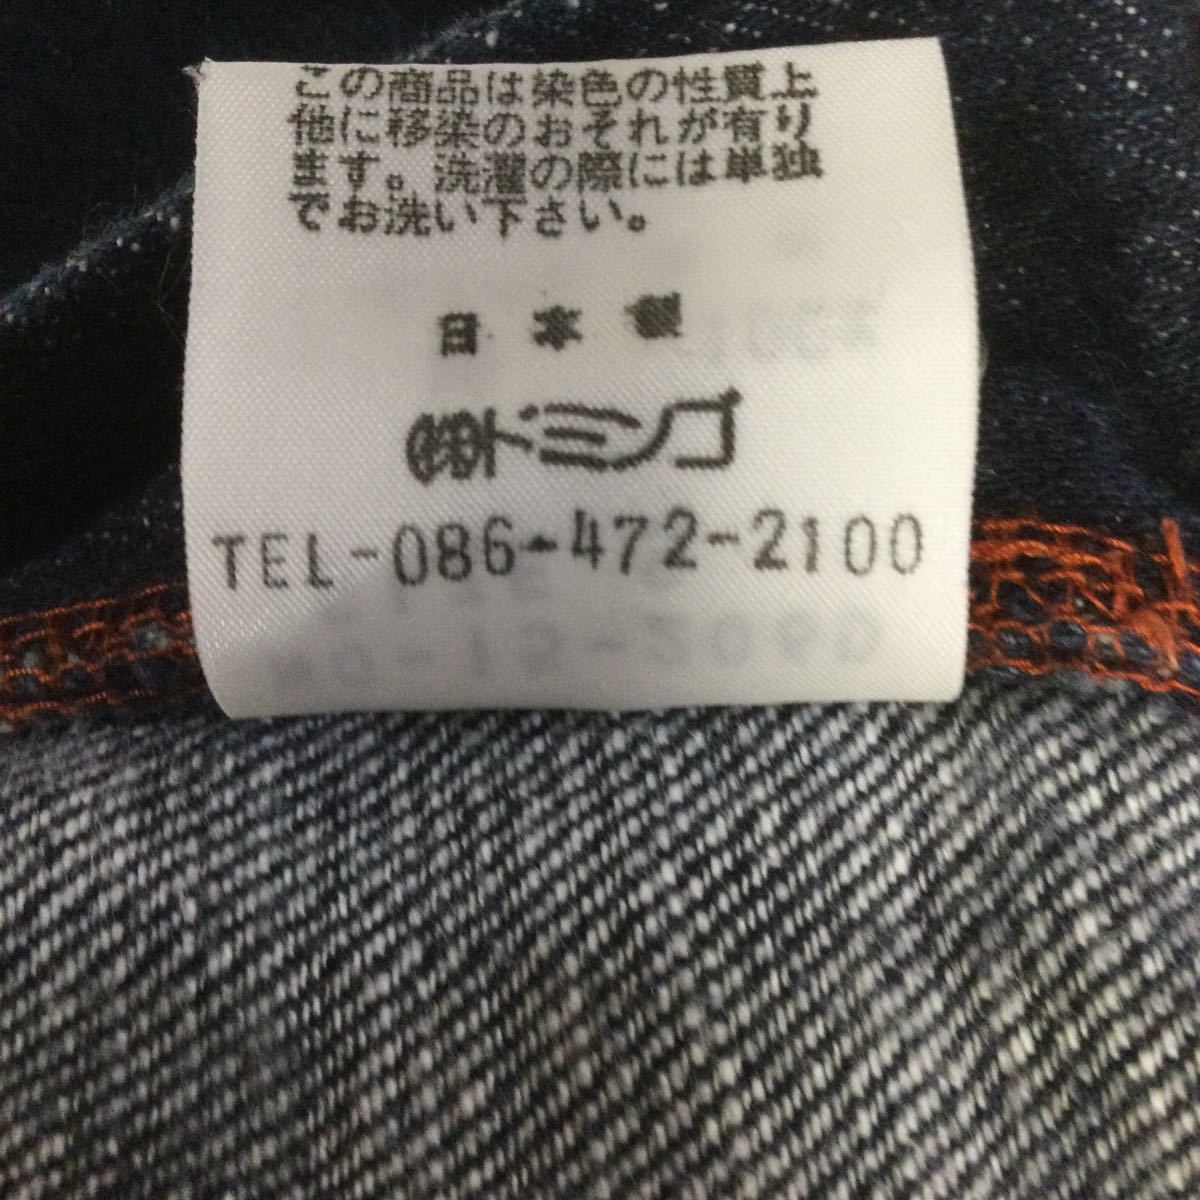 この商品は染色の性質上
他に移染のおそれが有り
ます。洗濯の際には単独
でお洗い下さい。
日本製
ドミンゴ
TEL-086-472-2100